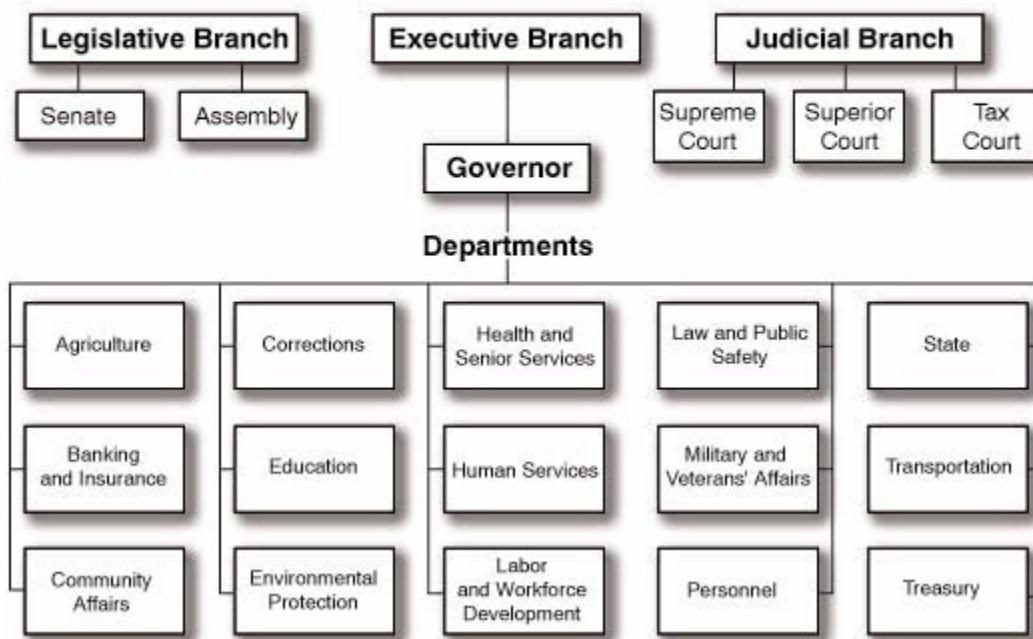 Legislative Branch
Executive Branch
Judicial Branch
Senate
Assembly
Supreme
Court
Superior
Court
Tax
Court
Governor
Departments
Agriculture
Corrections
Health and
Senior Services
Law and Public
Safety
State
Banking
and Insurance
Education
Human Services
Military and
Veterans' Affairs
Transportation
Community
Affairs
Environmental
Protection
Labor
and Workforce
Development
Personnel
Treasury